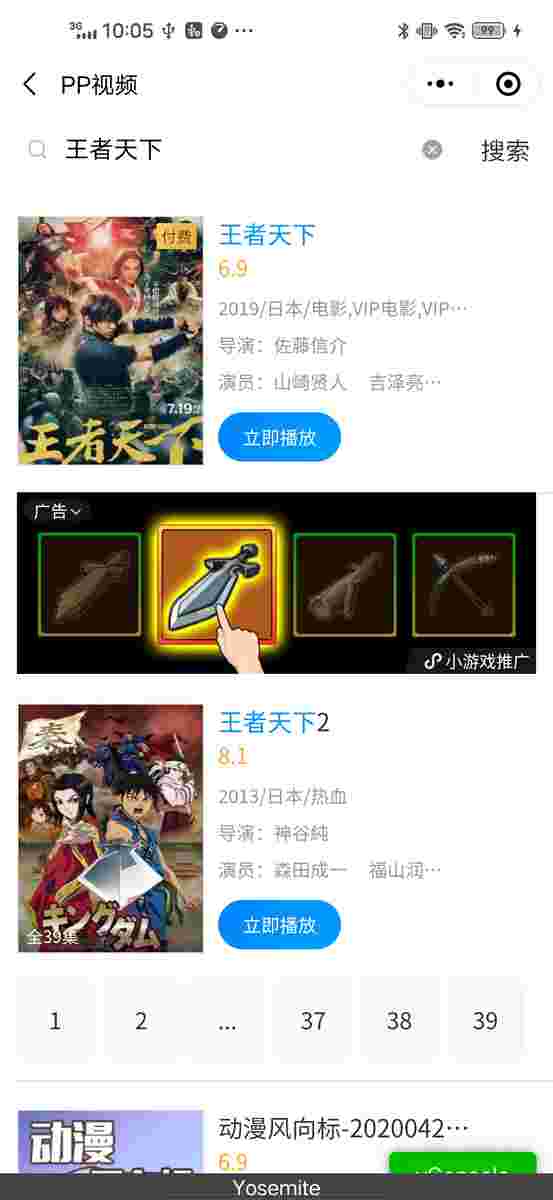 3G 10:05 99
PP视频
王者天下 搜索
付费
7.19
王者天下
王者天下
6.9
2019/日本/电影,VIP电影,VIP…
导演：佐藤信介
演员：山崎贤人 吉泽亮…
立即播放
广告
小游戏推广
秦
キングダム
全39集
王者天下2
8.1
2013/日本/热血
导演：神谷純
演员：森田成一 福山润…
立即播放
1 2 ... 37 38 39
动漫
动漫风向标-2020042…
6.9
vConsole
Yosemite